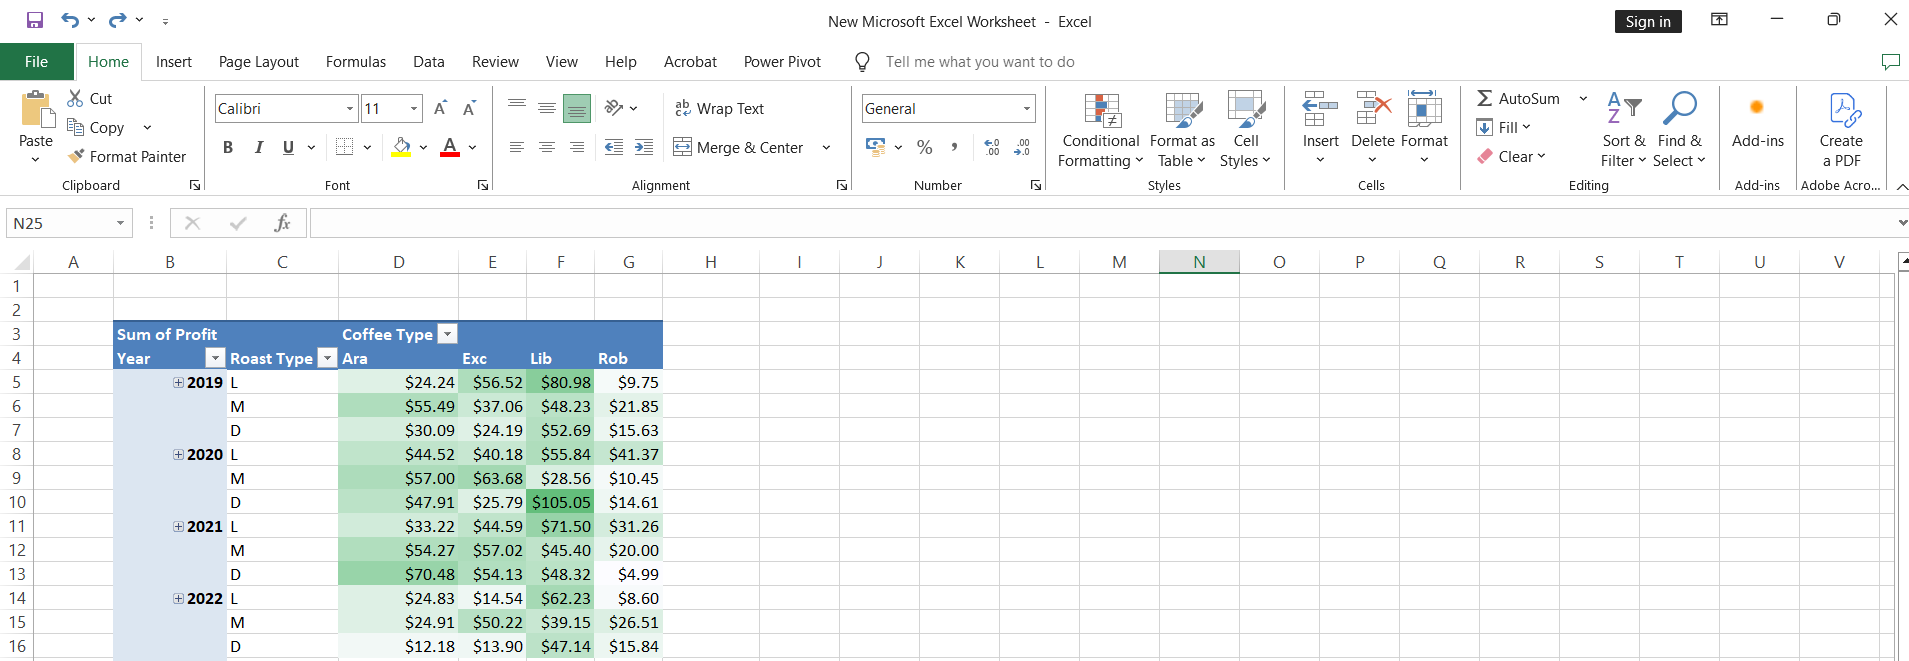 New Microsoft Excel Worksheet - Excel
Sign in
File Home Insert Page Layout Formulas Data Review View Help Acrobat Power Pivot Tell me what you want to do
Paste
Cut
Copy
Format Painter
Clipboard
Calibri 11
B I U
Font
Wrap Text
Merge & Center
Alignment
General
Number
Conditional Formatting
Format as Table
Cell Styles
Styles
Insert Delete Format
Cells
AutoSum
Fill
Clear
Sort & Filter
Find & Select
Editing
Add-ins
Add-ins
Create a PDF
Adobe Acro...
N25 fx
A B C D E F G H I J K L M N O P Q R S T U V
1
2
3 Sum of Profit Coffee Type
4 Year Roast Type Ara Exc Lib Rob
5 2019 L $24.24 $56.52 $80.98 $9.75
6 M $55.49 $37.06 $48.23 $21.85
7 D $30.09 $24.19 $52.69 $15.63
8 2020 L $44.52 $40.18 $55.84 $41.37
9 M $57.00 $63.68 $28.56 $10.45
10 D $47.91 $25.79 $105.05 $14.61
11 2021 L $33.22 $44.59 $71.50 $31.26
12 M $54.27 $57.02 $45.40 $20.00
13 D $70.48 $54.13 $48.32 $4.99
14 2022 L $24.83 $14.54 $62.23 $8.60
15 M $24.91 $50.22 $39.15 $26.51
16 D $12.18 $13.90 $47.14 $15.84